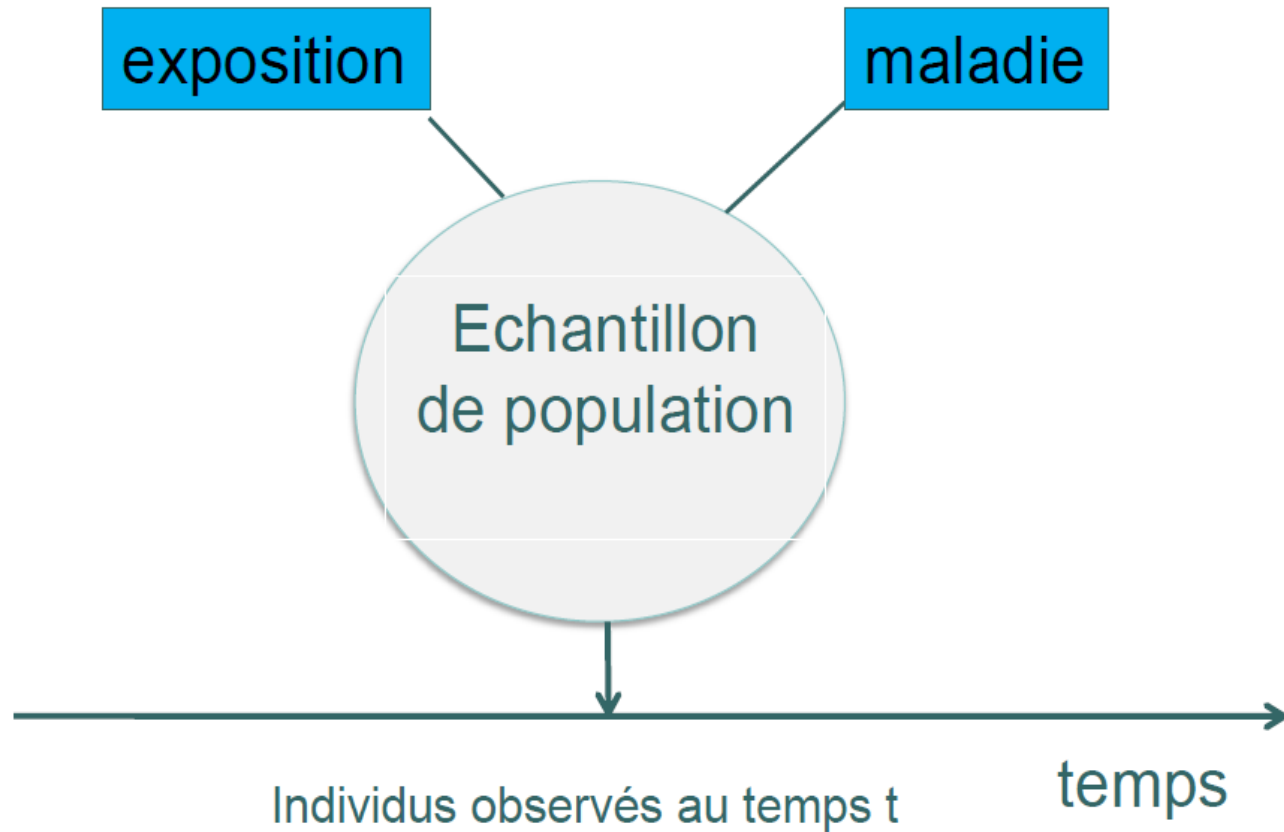 exposition
maladie
Echantillon
de population
temps
Individus observés au temps t